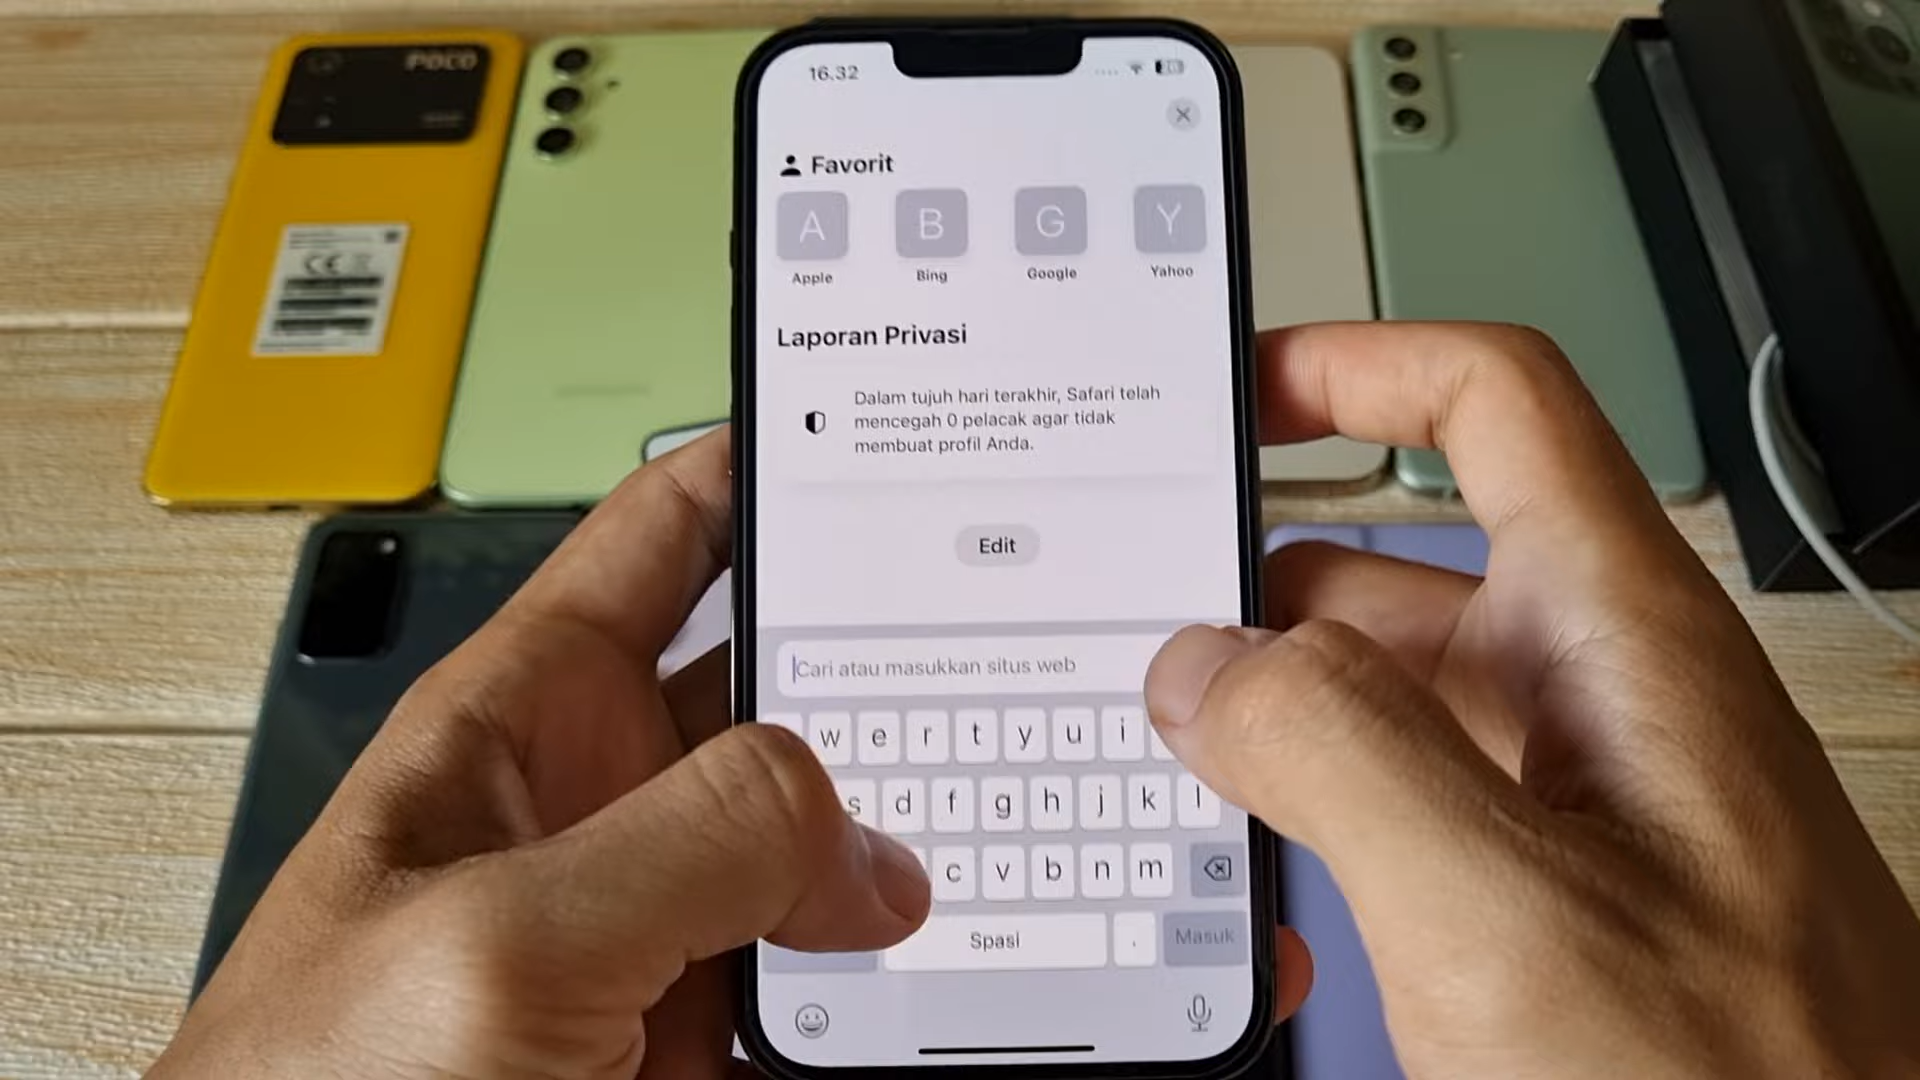 POCO
16.32
Favorit
A
B
G
Y
Apple
Bing
Google
Yahoo
Laporan Privasi
Dalam tujuh hari terakhir, Safari telah
mencegah 0 pelacak agar tidak
membuat profil Anda.
Edit
Cari atau masukkan situs web
w e r t y u i
s d f g h j k l
c v b n m
Spasi
.
Masuk
CE